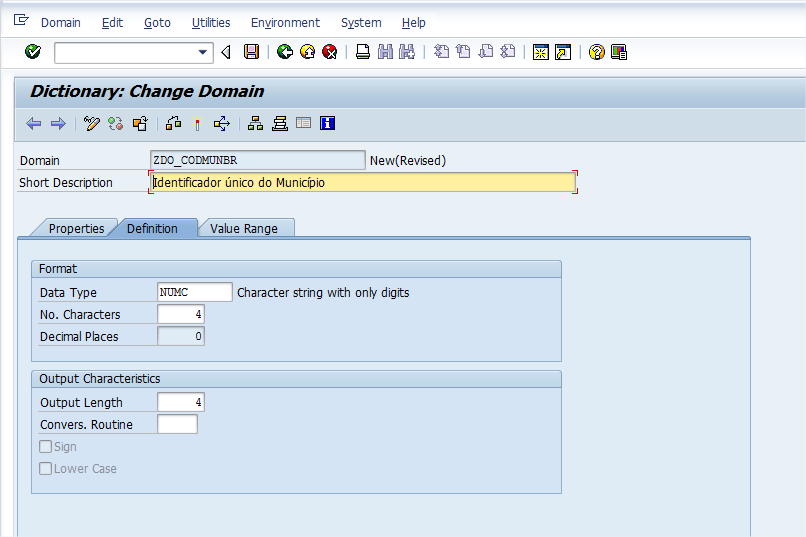 Domain Edit Goto Utilities Environment System Help
Dictionary: Change Domain
Domain ZDO_CODMUNBR New(Revised)
Short Description Identificador único do Município
Properties Definition Value Range
Format
Data Type NUMC Character string with only digits
No. Characters 4
Decimal Places 0
Output Characteristics
Output Length 4
Convers. Routine
Sign
Lower Case